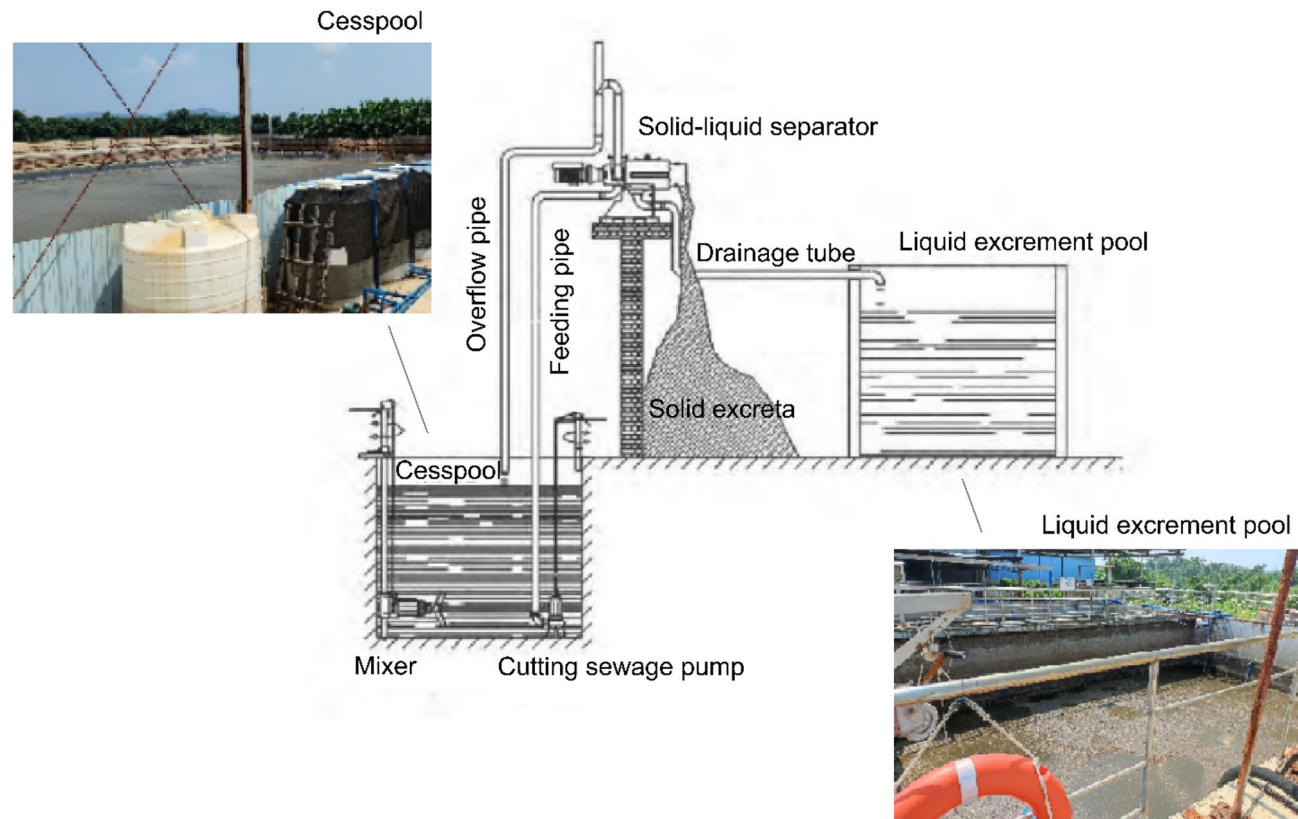 Cesspool
Solid-liquid separator
Overflow pipe
Feeding pipe
Drainage tube
Liquid excrement pool
Solid excreta
Cesspool
Liquid excrement pool
Mixer
Cutting sewage pump